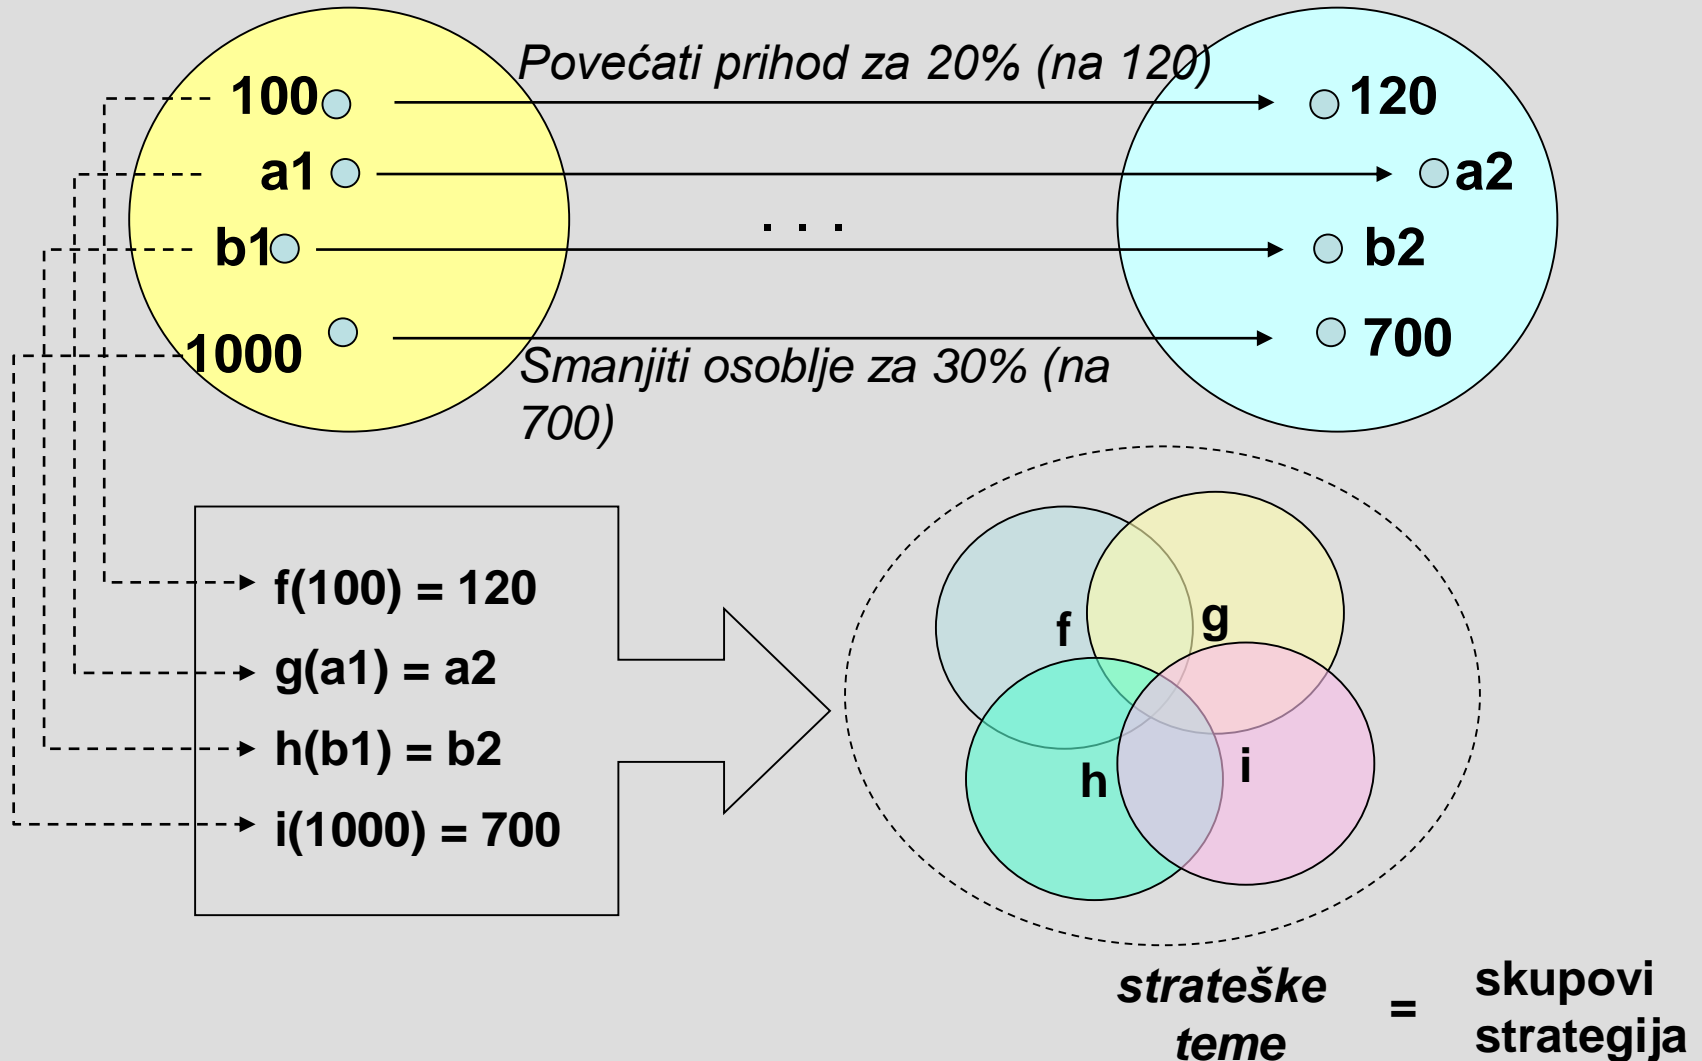 Povećati prihod za 20% (na 120)
100
120
a1
a2
. . .
b1
b2
1000
700
Smanjiti osoblje za 30% (na
700)
f(100) = 120
g(a1) = a2
h(b1) = b2
i(1000) = 700
f
g
h
i
strateške
teme
=
skupovi
strategija